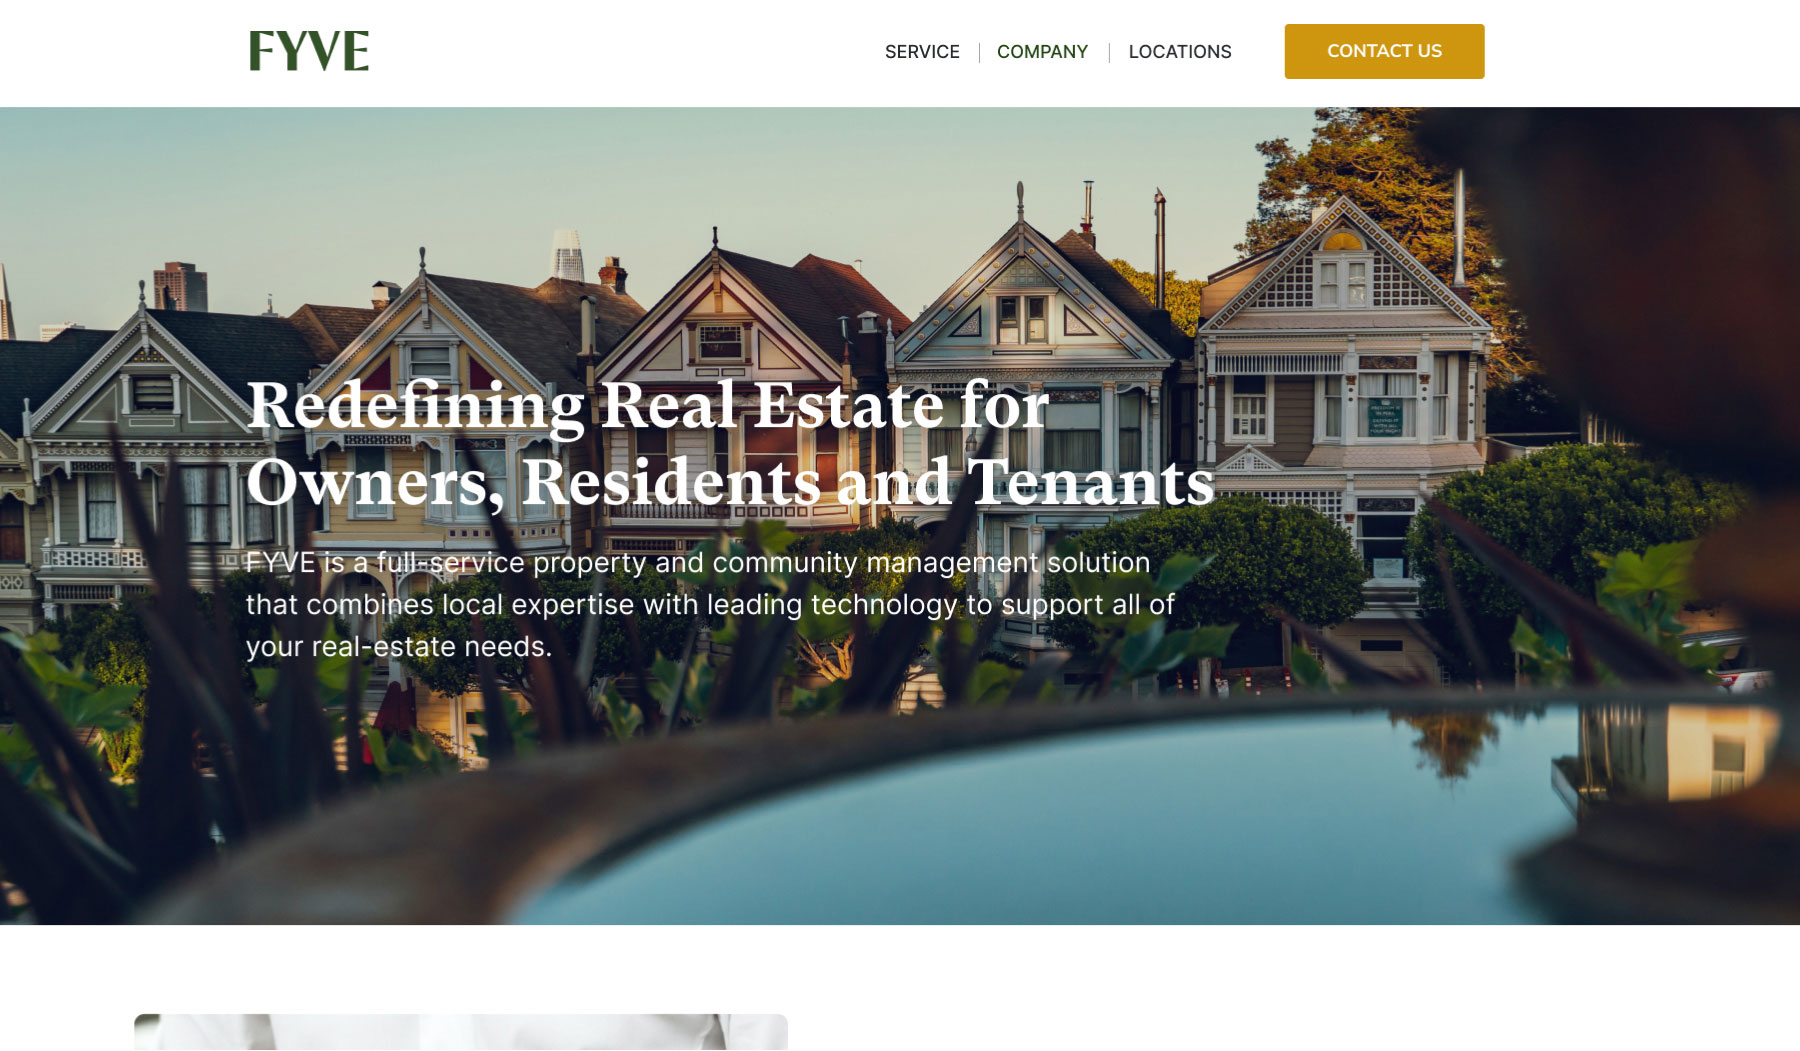 FYVE
SERVICE
COMPANY
LOCATIONS
CONTACT US
Redefining Real Estate for
Owners, Residents and Tenants
FYVE is a full-service property and community management solution
that combines local expertise with leading technology to support all of
your real-estate needs.